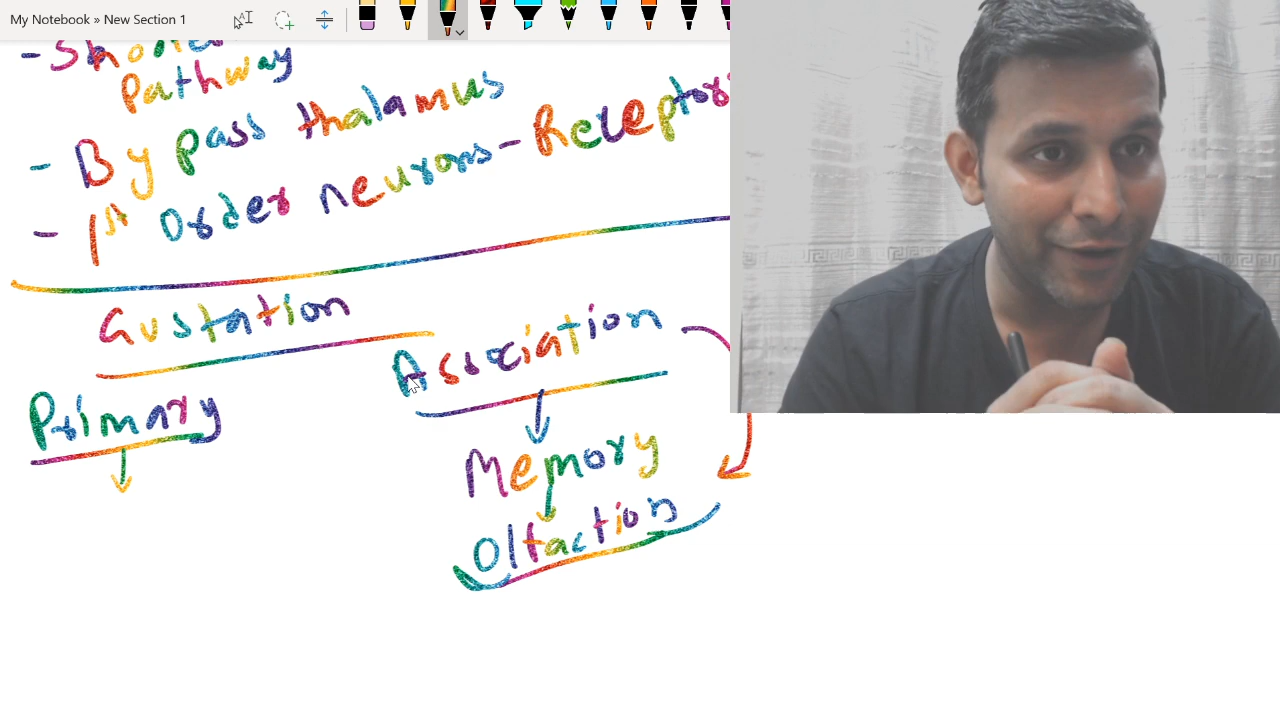 My Notebook » New Section 1
Pathway
- By pass thalamus
- 1st Order neurons - Receptors
Gustation
Association
Primary
Memory
Olfaction